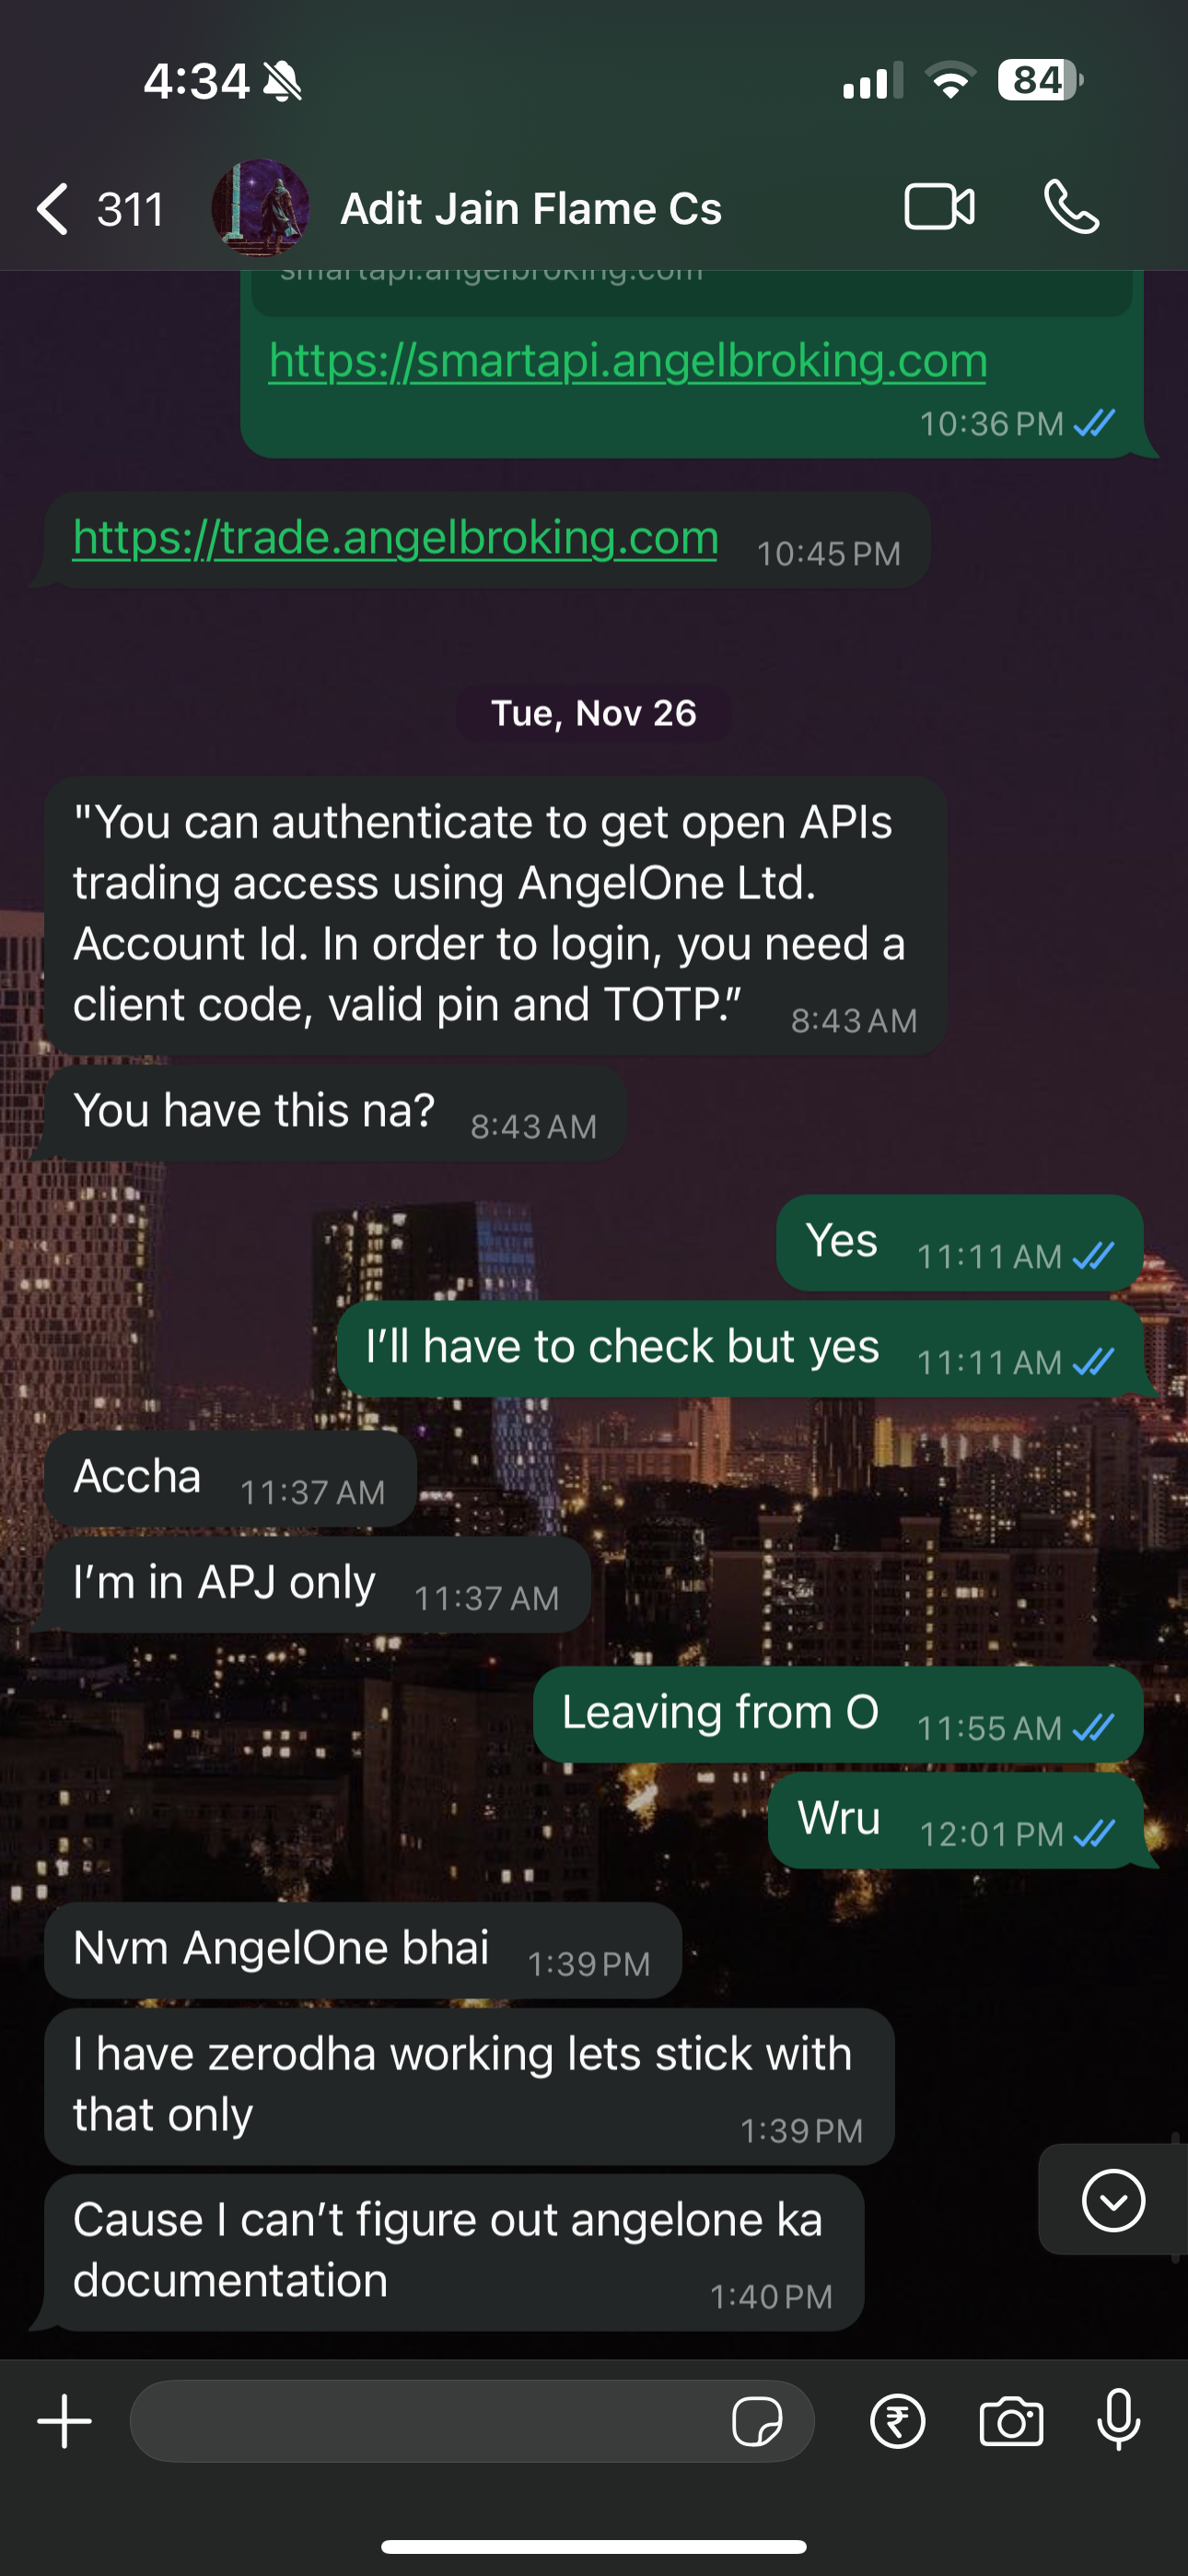 4:34
84
311
Adit Jain Flame Cs
smartapi.angelbroking.com
https://smartapi.angelbroking.com
10:36 PM
https://trade.angelbroking.com 10:45 PM
Tue, Nov 26
"You can authenticate to get open APIs
trading access using AngelOne Ltd.
Account Id. In order to login, you need a
client code, valid pin and TOTP.” 8:43 AM
You have this na? 8:43 AM
Yes 11:11 AM
I’ll have to check but yes 11:11 AM
Accha 11:37 AM
I’m in APJ only 11:37 AM
Leaving from O 11:55 AM
Wru 12:01 PM
Nvm AngelOne bhai 1:39 PM
I have zerodha working lets stick with
that only 1:39 PM
Cause I can’t figure out angelone ka
documentation 1:40 PM
₹